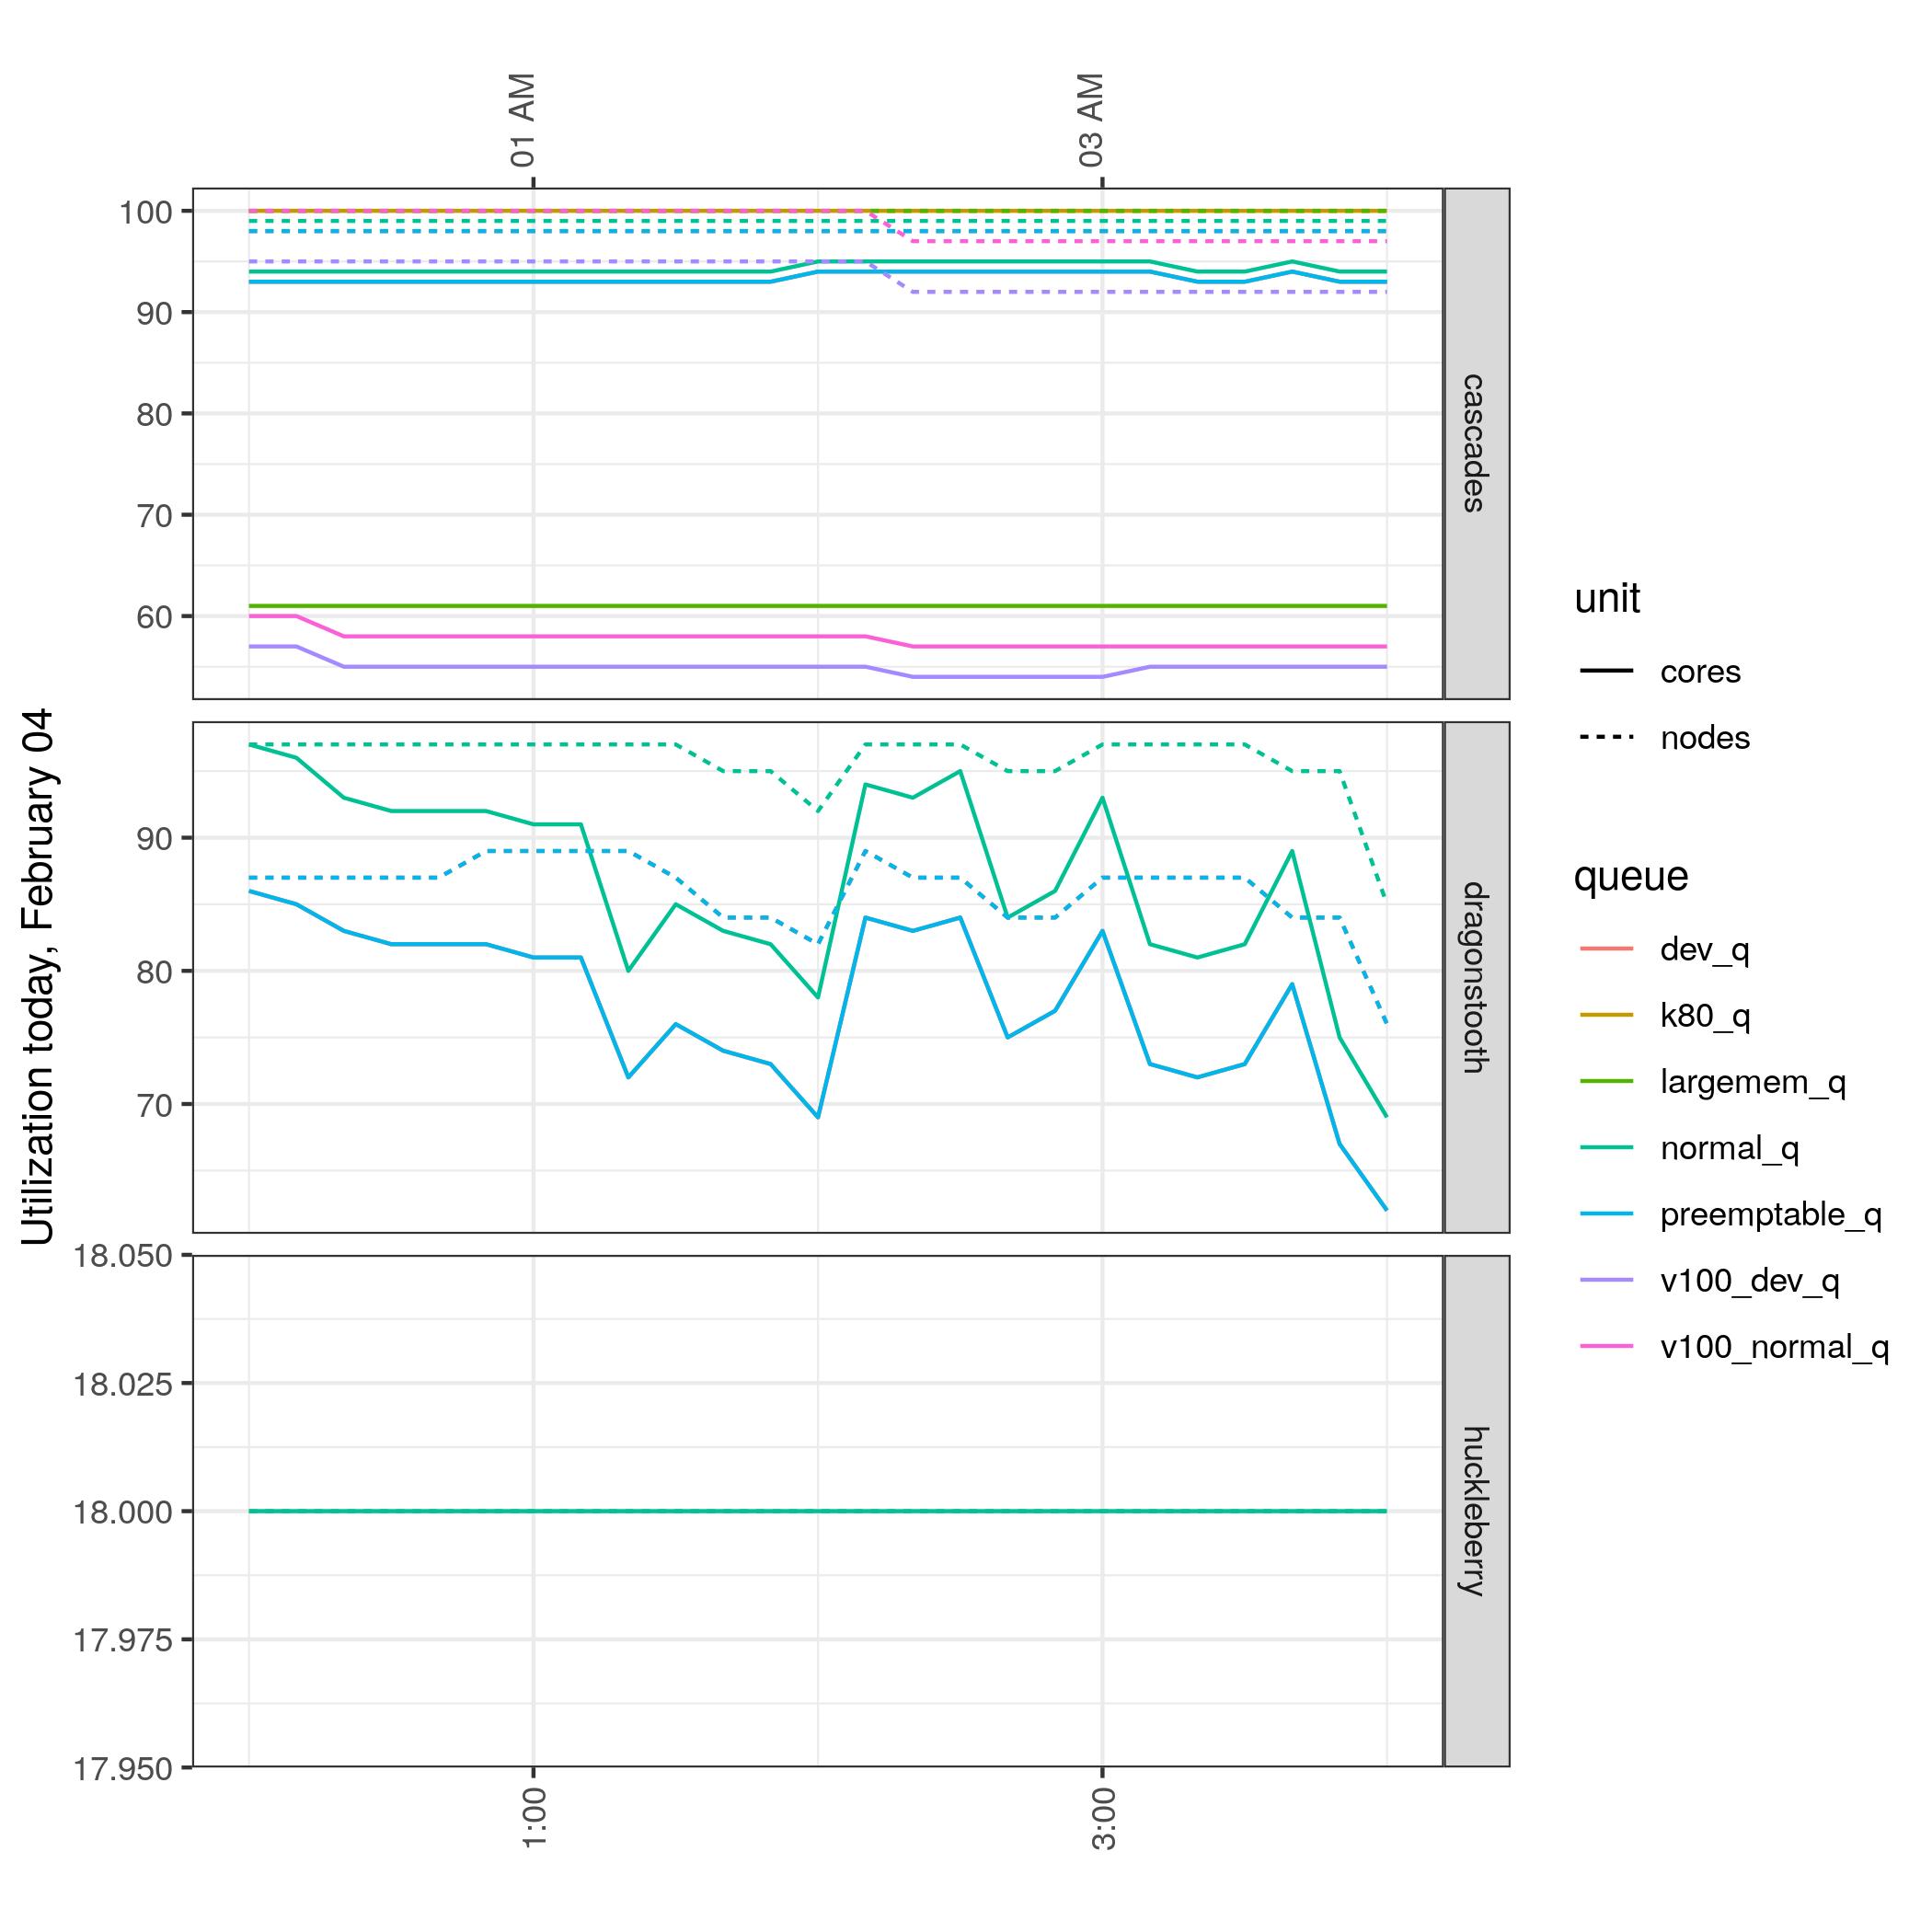 01 AM
03 AM
Utilization today, February 04
100
90
80
70
60
cascades
90
80
70
dragonstooth
18.050
18.025
18.000
17.975
17.950
huckleberry
1:00
3:00
unit
cores
nodes
queue
dev_q
k80_q
largemem_q
normal_q
preemptable_q
v100_dev_q
v100_normal_q